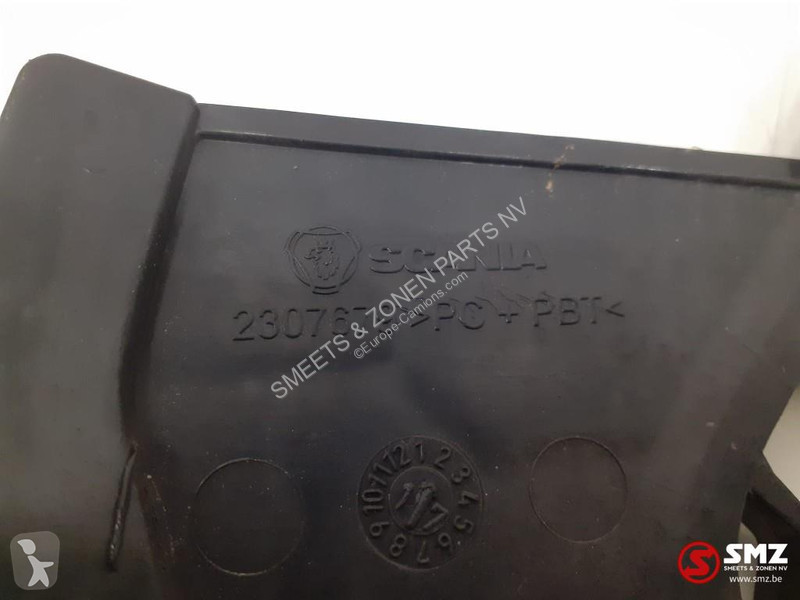 SCANIA
>PC + PBT<
SMEETS & ZONEN PARTS NV
©Europe-Camions.com
1 2 3 4 5 6 7 8 9 10 11 12
17
SMZ
SMEETS & ZONEN NV
www.smz.be